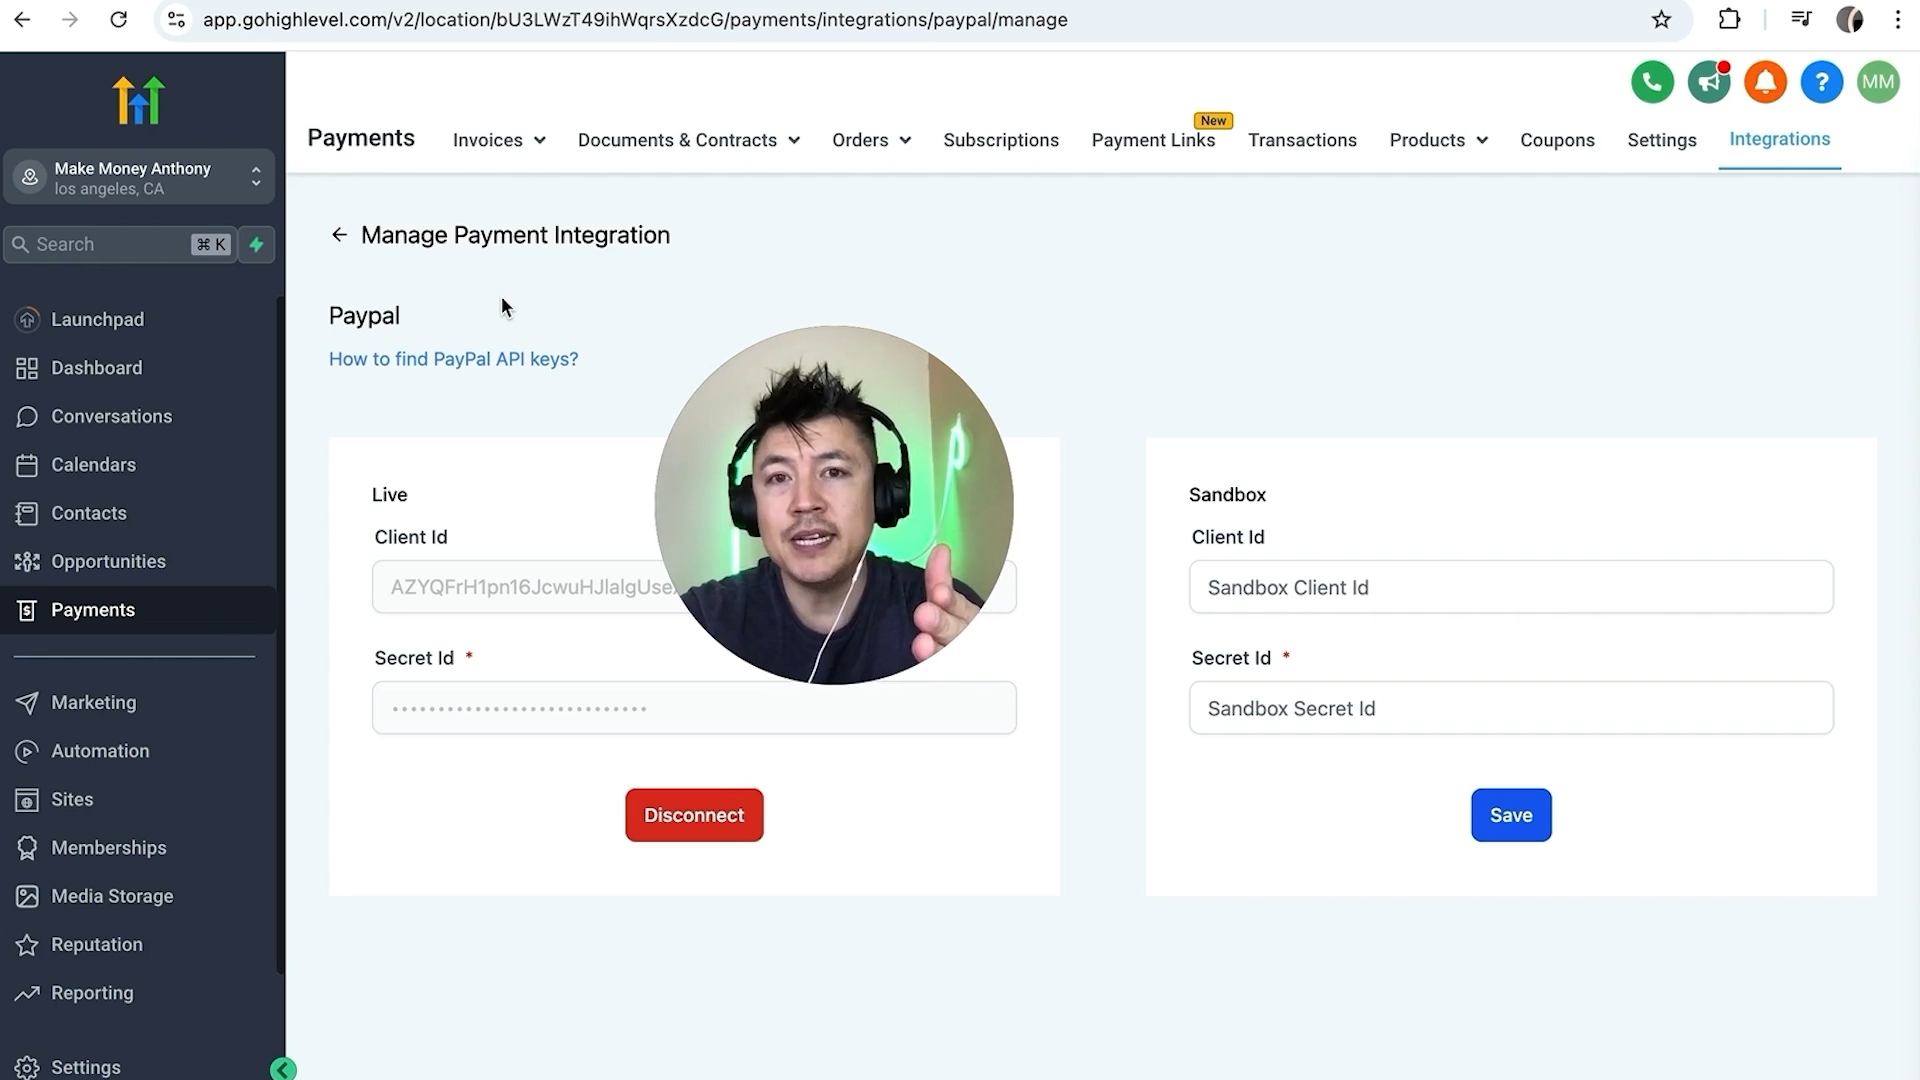 app.gohighlevel.com/v2/location/bU3LWzT49ihWqrsXzdcG/payments/integrations/paypal/manage
MM
Make Money Anthony
los angeles, CA
Search
⌘ K
Launchpad
Dashboard
Conversations
Calendars
Contacts
Opportunities
Payments
Marketing
Automation
Sites
Memberships
Media Storage
Reputation
Reporting
Settings
Payments
Invoices
Documents & Contracts
Orders
Subscriptions
Payment Links
New
Transactions
Products
Coupons
Settings
Integrations
Manage Payment Integration
Paypal
How to find PayPal API keys?
Live
Client Id
AZYQFrH1pn16JcwuHJlalgUse
Secret Id *
Disconnect
Sandbox
Client Id
Sandbox Client Id
Secret Id *
Sandbox Secret Id
Save